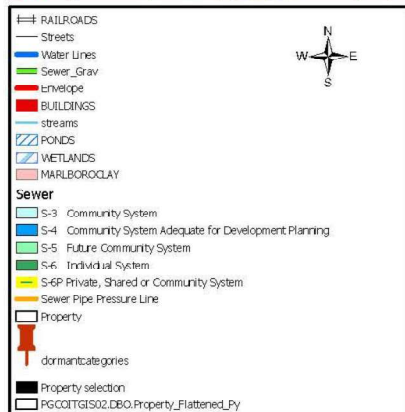 RAILROADS
N
Streets
Water Lines
W E
Sewer_Grav
S
Envelope
BUILDINGS
streams
PONDS
WETLANDS
MARLBOROCLAY
Sewer
S-3 Community System
S-4 Community System Adequate for Development Planning
S-5 Future Community System
S-6 Individual System
S-6P Private, Shared or Community System
Sewer Pipe Pressure Line
Property
dormantcategories
Property selection
PGCOITGIS02.DBO.Property_Flattened_Py